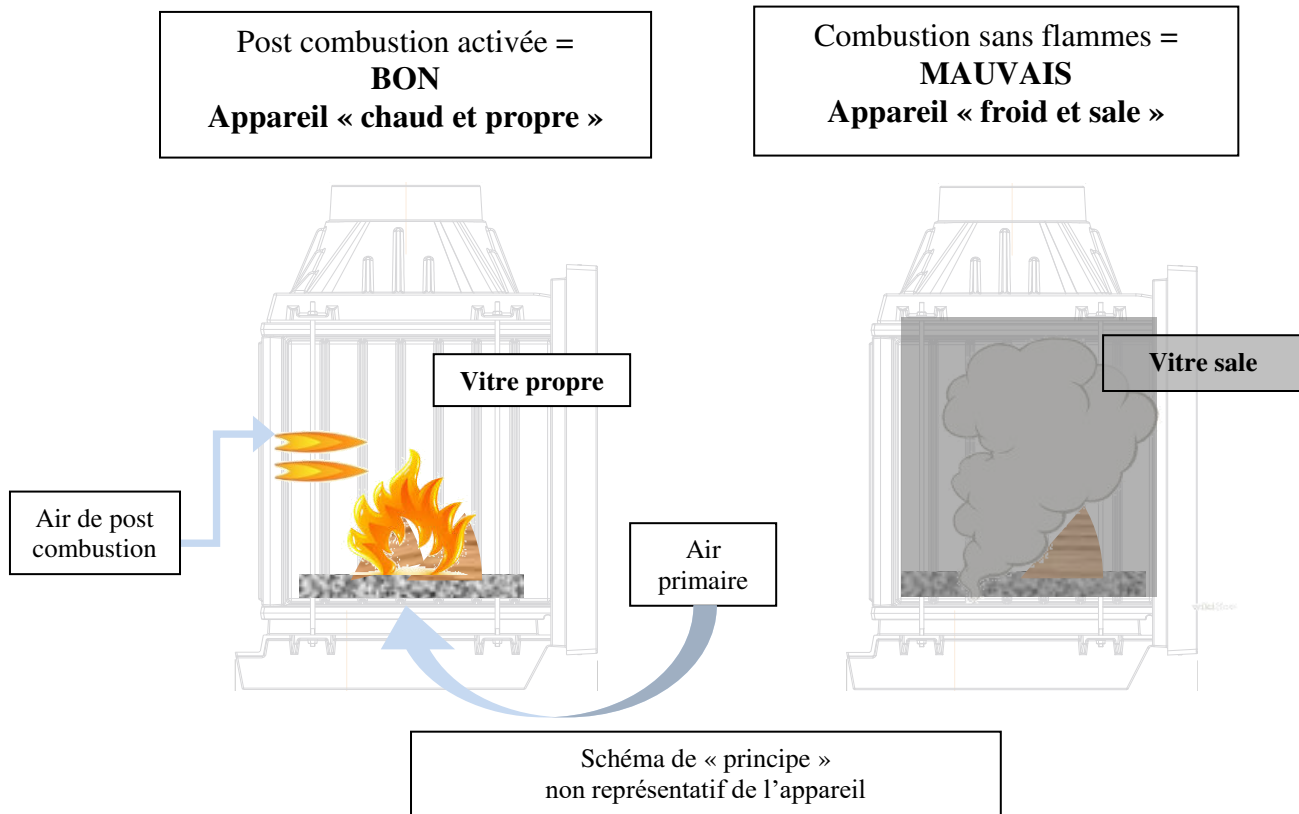 Post combustion activée =
BON
Appareil « chaud et propre »
Combustion sans flammes =
MAUVAIS
Appareil « froid et sale »
Vitre propre
Vitre sale
Air de post
combustion
Air
primaire
Schéma de « principe »
non représentatif de l’appareil